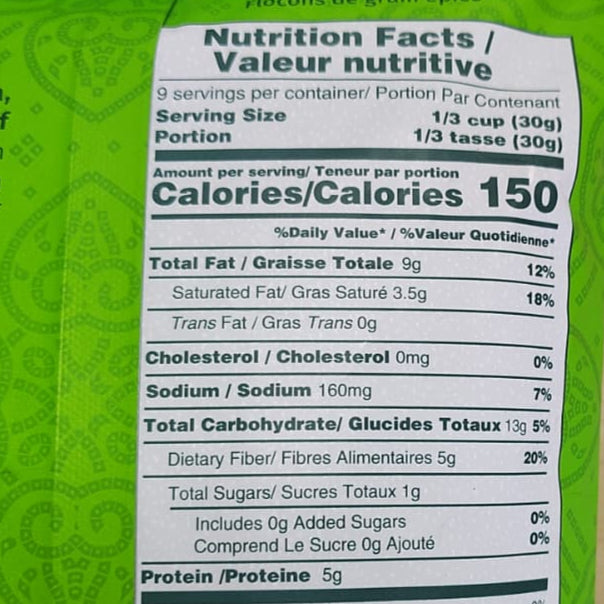 Flocons de grain épicé
Nutrition Facts /
Valeur nutritive
9 servings per container/ Portion Par Contenant
Serving Size 1/3 cup (30g)
Portion 1/3 tasse (30g)
Amount per serving/ Teneur par portion
Calories/Calories 150
%Daily Value* / %Valeur Quotidienne*
Total Fat / Graisse Totale 9g 12%
Saturated Fat/ Gras Saturé 3.5g 18%
Trans Fat / Gras Trans 0g
Cholesterol / Cholesterol 0mg 0%
Sodium / Sodium 160mg 7%
Total Carbohydrate/ Glucides Totaux 13g 5%
Dietary Fiber/ Fibres Alimentaires 5g 20%
Total Sugars/ Sucres Totaux 1g
Includes 0g Added Sugars 0%
Comprend Le Sucre 0g Ajouté 0%
Protein /Proteine 5g